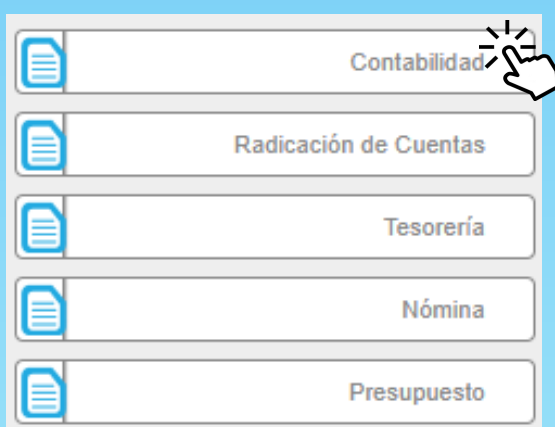 Contabilidad
Radicación de Cuentas
Tesorería
Nómina
Presupuesto